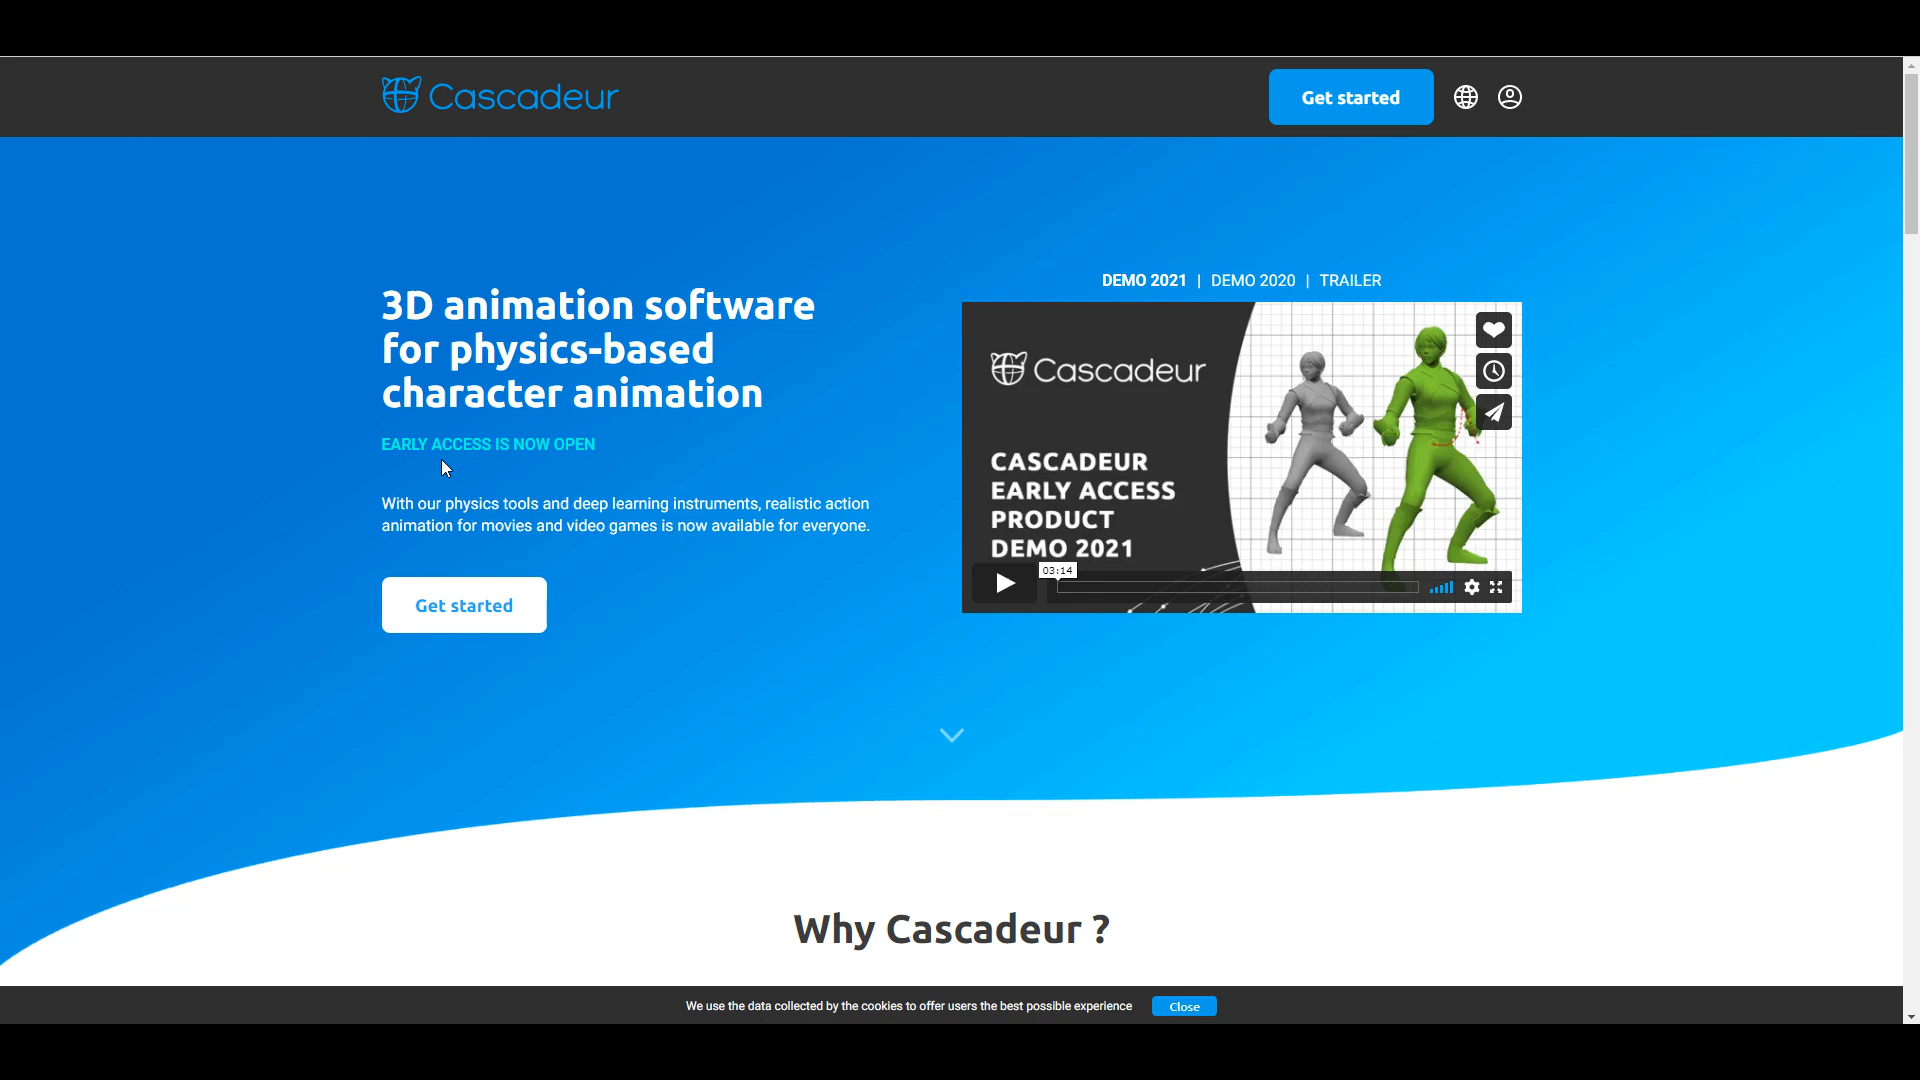 Cascadeur
Get started
3D animation software
for physics-based
character animation
EARLY ACCESS IS NOW OPEN
With our physics tools and deep learning instruments, realistic action
animation for movies and video games is now available for everyone.
Get started
DEMO 2021 | DEMO 2020 | TRAILER
Cascadeur
CASCADEUR
EARLY ACCESS
PRODUCT
DEMO 2021
03:14
Why Cascadeur ?
We use the data collected by the cookies to offer users the best possible experience
Close